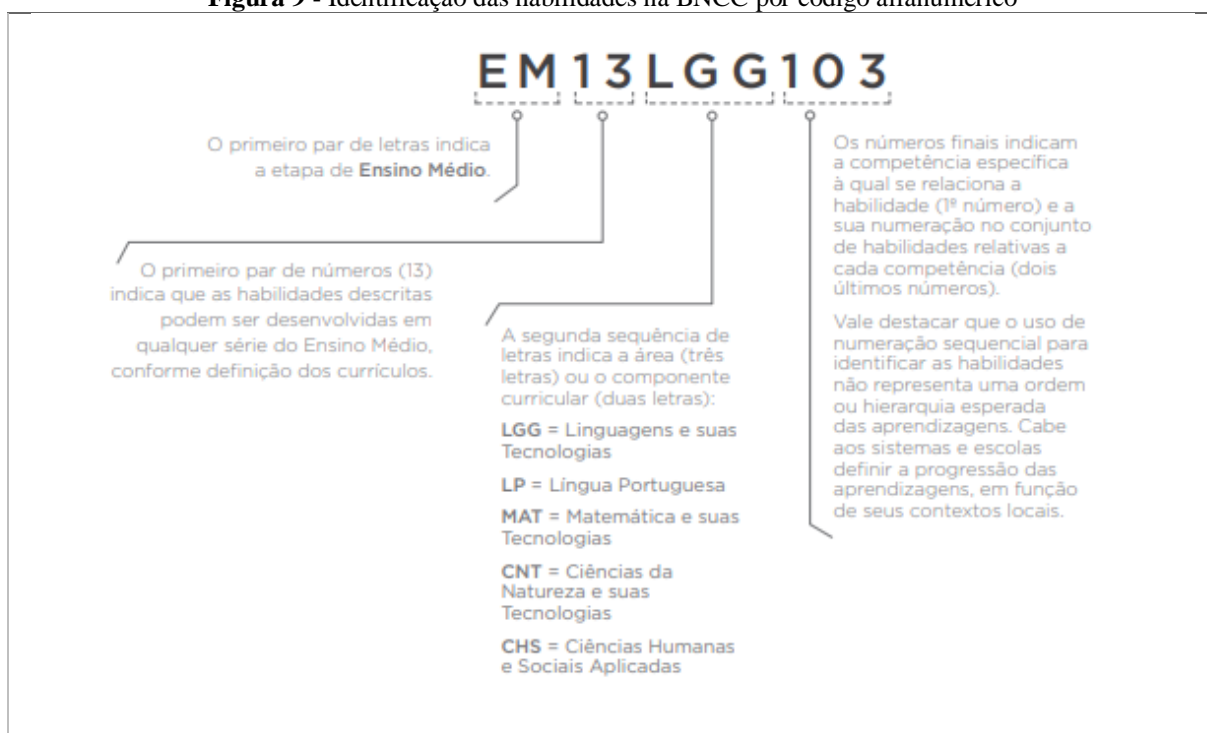 Figura 9 - Identificação das habilidades na BNCC por código alfanumérico
EM13LGG103
O primeiro par de letras indica
a etapa de Ensino Médio.
O primeiro par de números (13)
indica que as habilidades descritas
podem ser desenvolvidas em
qualquer série do Ensino Médio,
conforme definição dos currículos.
A segunda sequência de
letras indica a área (três
letras) ou o componente
curricular (duas letras):
LGG = Linguagens e suas
Tecnologias
LP = Língua Portuguesa
MAT = Matemática e suas
Tecnologias
CNT = Ciências da
Natureza e suas
Tecnologias
CHS = Ciências Humanas
e Sociais Aplicadas
Os números finais indicam
a competência específica
à qual se relaciona a
habilidade (1º número) e a
sua numeração no conjunto
de habilidades relativas a
cada competência (dois
últimos números).
Vale destacar que o uso de
numeração sequencial para
identificar as habilidades
não representa uma ordem
ou hierarquia esperada
das aprendizagens. Cabe
aos sistemas e escolas
definir a progressão das
aprendizagens, em função
de seus contextos locais.